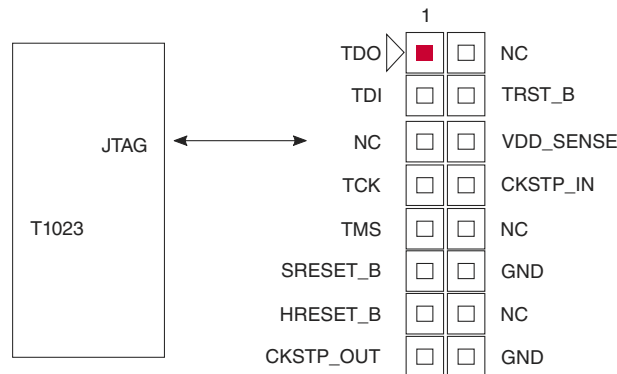 1
TDO NC
TDI TRST_B
JTAG NC VDD_SENSE
TCK CKSTP_IN
T1023 TMS NC
SRESET_B GND
HRESET_B NC
CKSTP_OUT GND